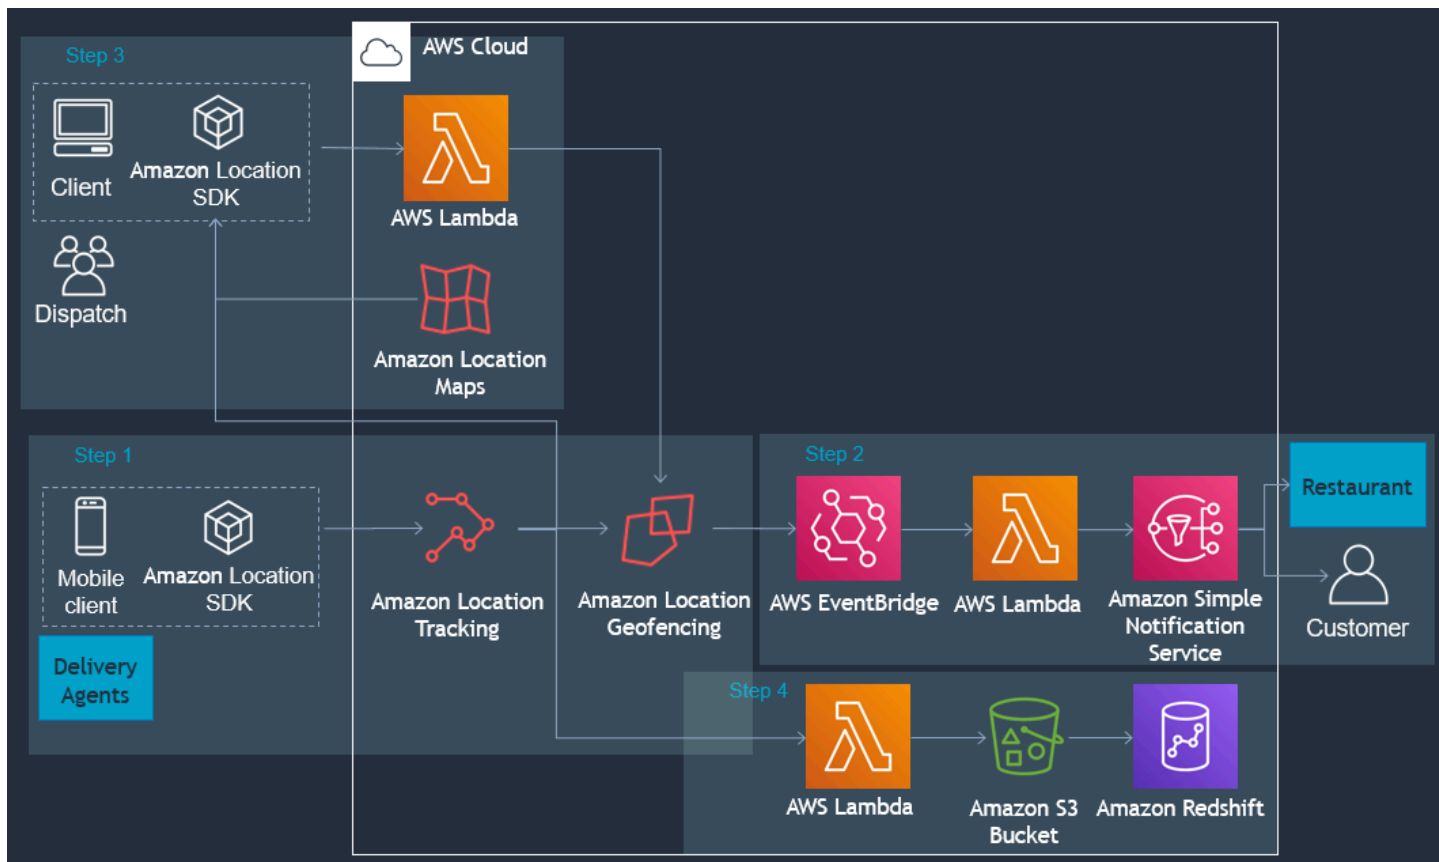 Step 3
AWS Cloud
Client
Amazon Location
SDK
AWS Lambda
Dispatch
Amazon Location
Maps
Step 1
Mobile
client
Amazon Location
SDK
Delivery
Agents
Amazon Location
Tracking
Amazon Location
Geofencing
Step 2
AWS EventBridge
AWS Lambda
Amazon Simple
Notification
Service
Restaurant
Customer
Step 4
AWS Lambda
Amazon S3
Bucket
Amazon Redshift